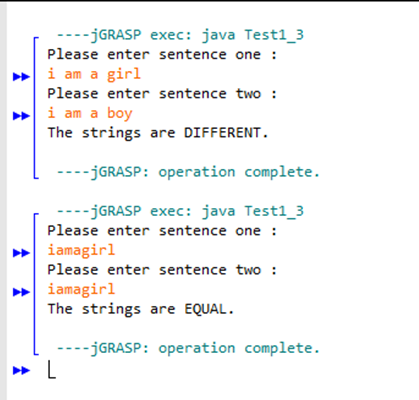 ----jGRASP exec: java Test1_3
Please enter sentence one :
i am a girl
Please enter sentence two :
i am a boy
The strings are DIFFERENT.
----jGRASP: operation complete.
----jGRASP exec: java Test1_3
Please enter sentence one :
iamagirl
Please enter sentence two :
iamagirl
The strings are EQUAL.
----jGRASP: operation complete.